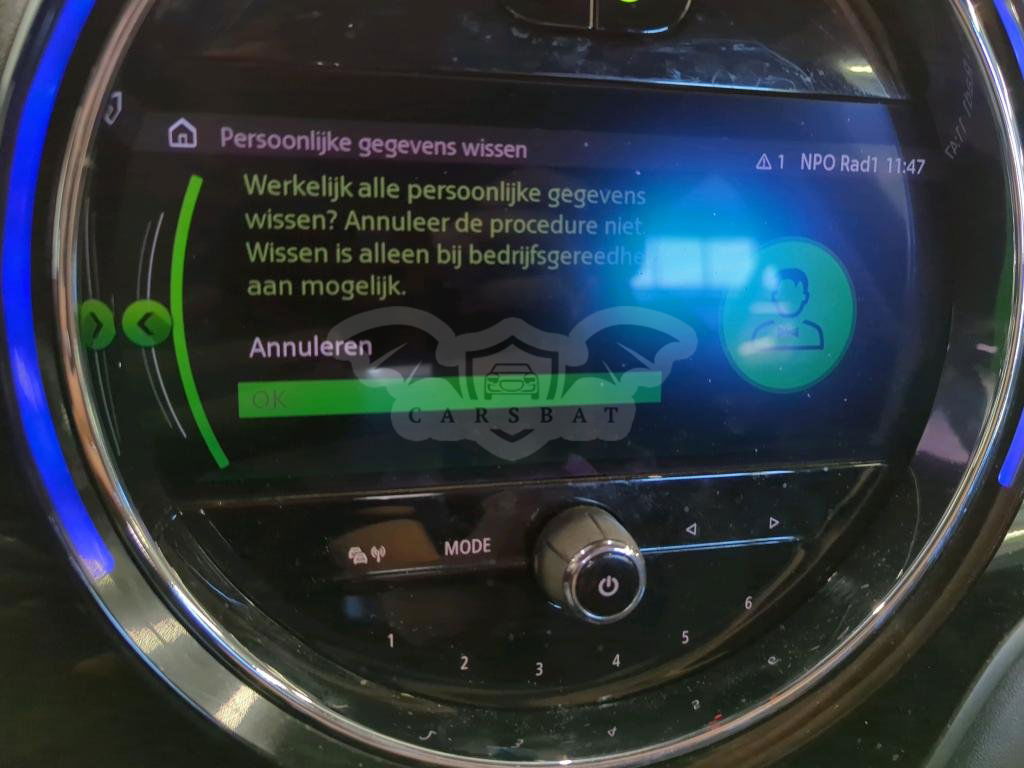 Persoonlijke gegevens wissen
1 NPO Rad1 11:47
Werkelijk alle persoonlijke gegevens
wissen? Annuleer de procedure niet.
Wissen is alleen bij bedrijfsgereedhe
aan mogelijk.
Annuleren
OK
CARSBAT
MODE
1 2 3 4 5 6